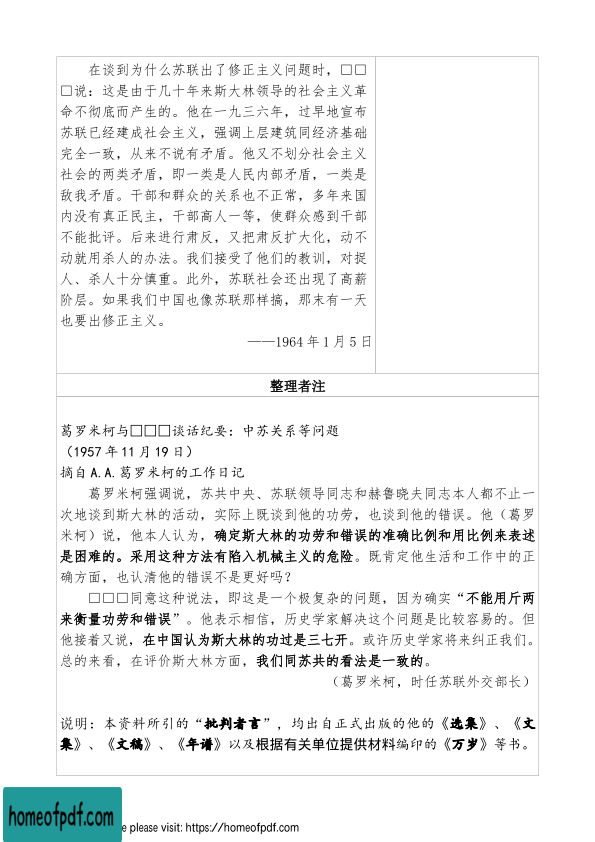 在谈到为什么苏联出了修正主义问题时，□□
□说：这是由于几十年来斯大林领导的社会主义革
命不彻底而产生的。他在一九三六年，过早地宣布
苏联已经建成社会主义，强调上层建筑同经济基础
完全一致，从来不说有矛盾。他又不划分社会主义
社会的两类矛盾，即一类是人民内部矛盾，一类是
敌我矛盾。干部和群众的关系也不正常，多年来国
内没有真正民主，干部高人一等，使群众感到干部
不能批评。后来进行肃反，又把肃反扩大化，动不
动就用杀人的办法。我们接受了他们的教训，对捉
人、杀人十分慎重。此外，苏联社会还出现了高薪
阶层。如果我们中国也像苏联那样搞，那末有一天
也要出修正主义。
——1964 年 1 月 5 日
整理者注
葛罗米柯与□□□谈话纪要：中苏关系等问题
（1957 年 11 月 19 日）
摘自 A.A.葛罗米柯的工作日记
葛罗米柯强调说，苏共中央、苏联领导同志和赫鲁晓夫同志本人都不止一
次地谈到斯大林的活动，实际上既谈到他的功劳，也谈到他的错误。他（葛罗
米柯）说，他本人认为，确定斯大林的功劳和错误的准确比例和用比例来表述
是困难的。采用这种方法有陷入机械主义的危险。既肯定他生活和工作中的正
确方面，也认清他的错误不是更好吗？
□□□同意这种说法，即这是一个极复杂的问题，因为确实“不能用斤两
来衡量功劳和错误”。他表示相信，历史学家解决这个问题是比较容易的。但
他接着又说，在中国认为斯大林的功过是三七开。或许历史学家将来纠正我们。
总的来看，在评价斯大林方面，我们同苏共的看法是一致的。
（葛罗米柯，时任苏联外交部长）
说明：本资料所引的“批判者言”，均出自正式出版的他的《选集》、《文
集》、《文稿》、《年谱》以及根据有关单位提供材料编印的《万岁》等书。
homeofpdf.com
e please visit: https://homeofpdf.com